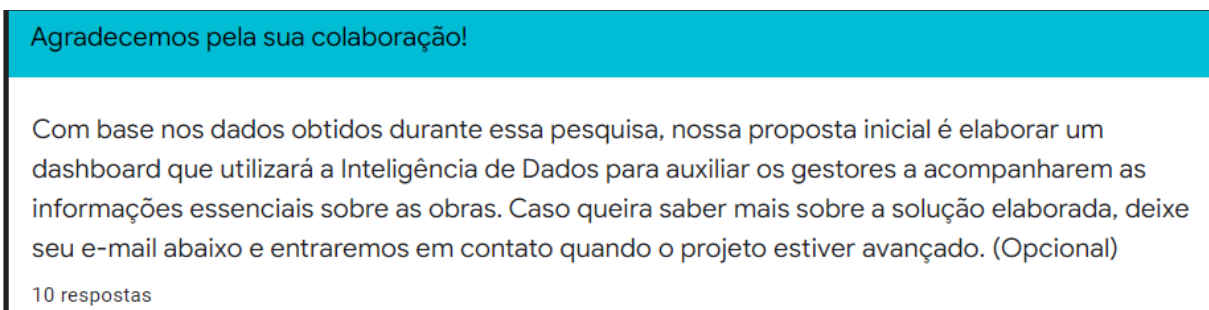 Agradecemos pela sua colaboração!
Com base nos dados obtidos durante essa pesquisa, nossa proposta inicial é elaborar um
dashboard que utilizará a Inteligência de Dados para auxiliar os gestores a acompanharem as
informações essenciais sobre as obras. Caso queira saber mais sobre a solução elaborada, deixe
seu e-mail abaixo e entraremos em contato quando o projeto estiver avançado. (Opcional)
10 respostas